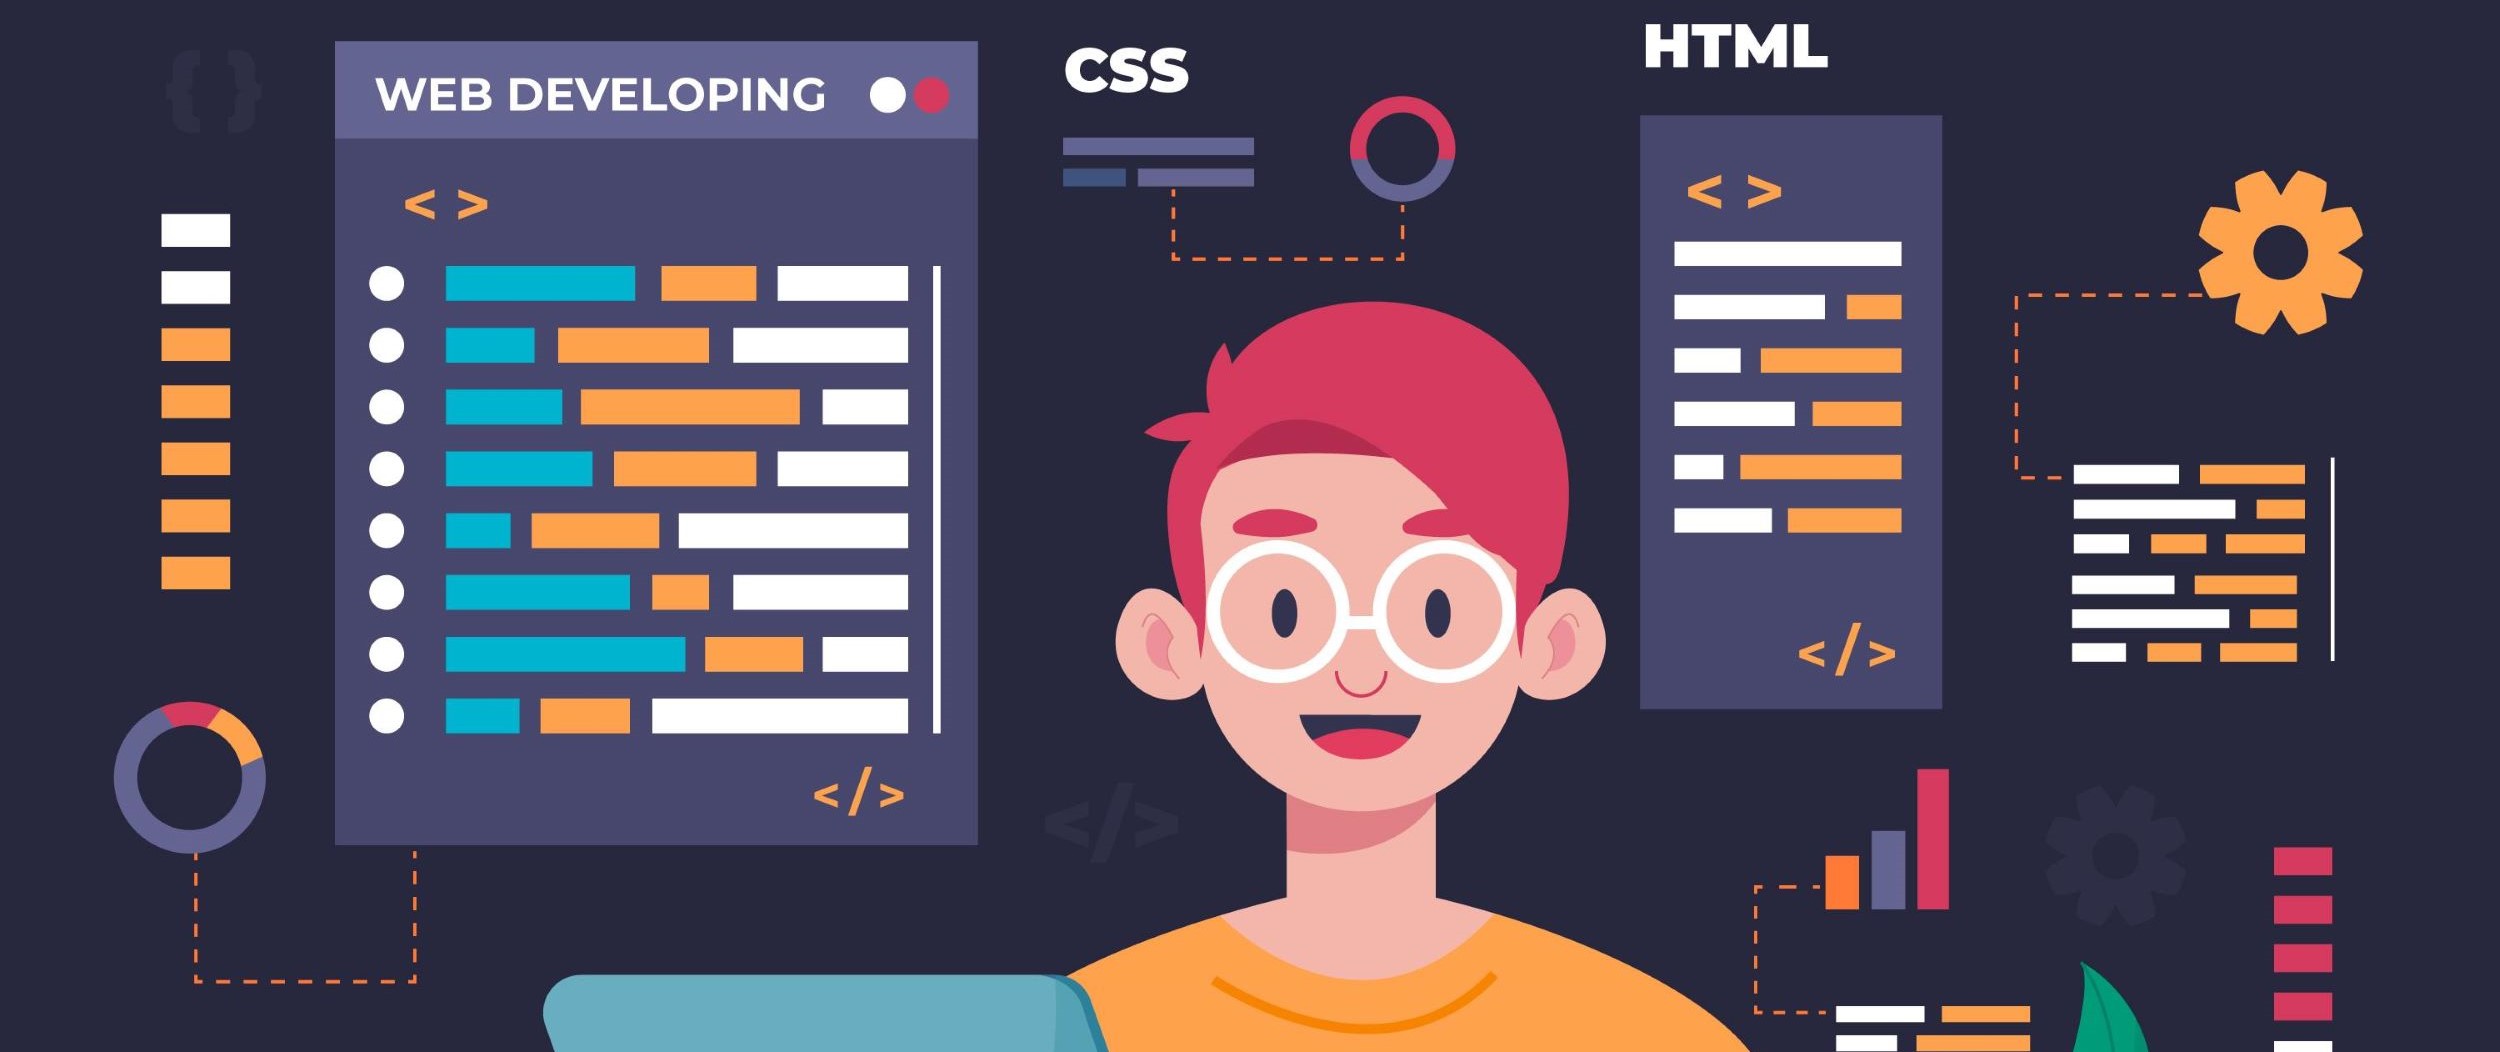 WEB DEVELOPING
CSS
HTML
{ }
< >
< >
</>
</>
</>